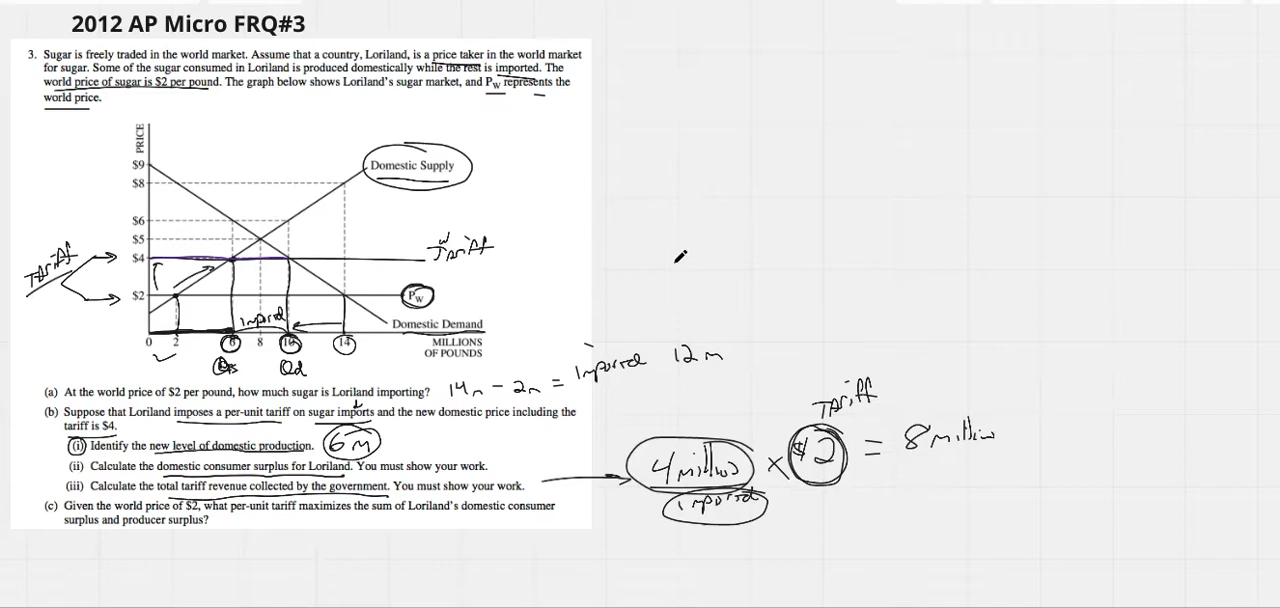 2012 AP Micro FRQ#3
3. Sugar is freely traded in the world market. Assume that a country, Loriland, is a price taker in the world market
for sugar. Some of the sugar consumed in Loriland is produced domestically while the rest is imported. The
world price of sugar is $2 per pound. The graph below shows Loriland's sugar market, and PW represents the
world price.
PRICE
$9
Domestic Supply
$8
$6
$5
W
Tariff
$4
Tariff
$2
PW
Import
Domestic Demand
0 2 6 8 10 14 MILLIONS
OF POUNDS
Qs Qd
(a) At the world price of $2 per pound, how much sugar is Loriland importing? 14m - 2m = Imported 12m
(b) Suppose that Loriland imposes a per-unit tariff on sugar imports and the new domestic price including the
tariff is $4.
(i) Identify the new level of domestic production. 6m
(ii) Calculate the domestic consumer surplus for Loriland. You must show your work.
(iii) Calculate the total tariff revenue collected by the government. You must show your work.
Tariff
4 million × $2 = 8 million
Imported
(c) Given the world price of $2, what per-unit tariff maximizes the sum of Loriland's domestic consumer
surplus and producer surplus?